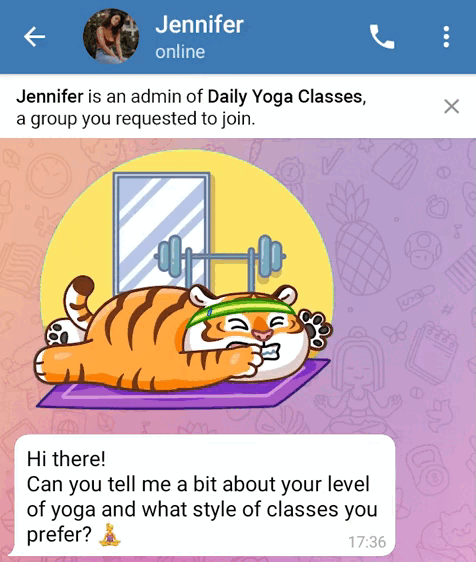 Jennifer
online
Jennifer is an admin of Daily Yoga Classes,
a group you requested to join.
Hi there!
Can you tell me a bit about your level
of yoga and what style of classes you
prefer? 🧘‍♀️
17:36